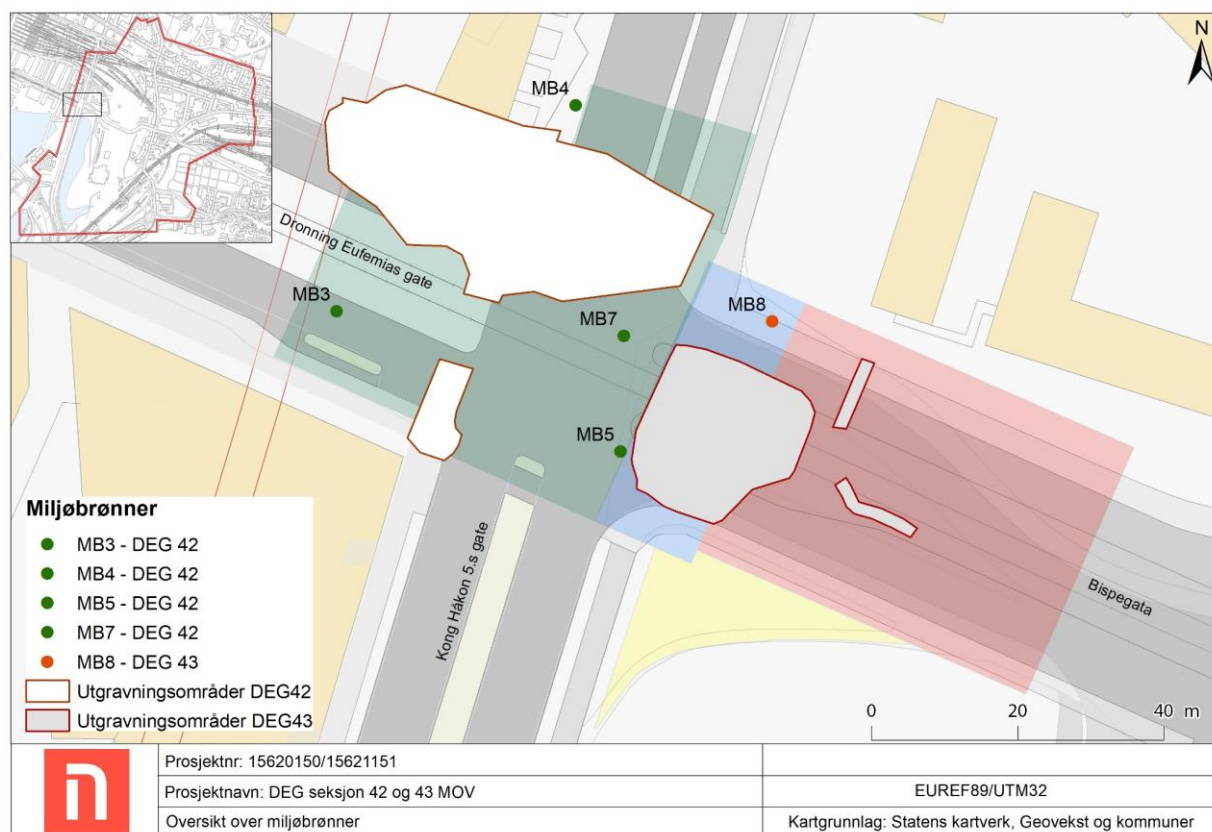 N
MB4
Dronning Eufemias gate
MB3
MB7
MB8
MB5
Kong Håkon 5.s gate
Bispegata
Miljøbrønner
MB3 - DEG 42
MB4 - DEG 42
MB5 - DEG 42
MB7 - DEG 42
MB8 - DEG 43
Utgravningsområder DEG42
Utgravningsområder DEG43
0 20 40 m
Prosjektnr: 15620150/15621151
Prosjektnavn: DEG seksjon 42 og 43 MOV
EUREF89/UTM32
Oversikt over miljøbrønner
Kartgrunnlag: Statens kartverk, Geovekst og kommuner